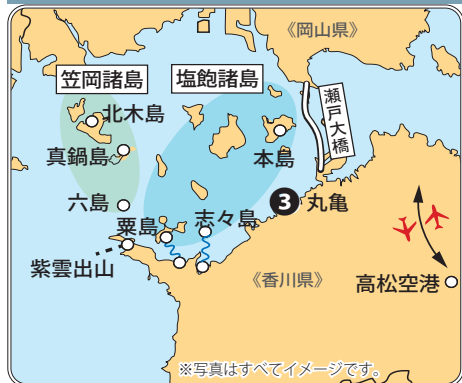 《岡山県》
笠岡諸島
塩飽諸島
北木島
瀬戸大橋
真鍋島
本島
六島
❸ 丸亀
粟島
志々島
紫雲出山
《香川県》
高松空港
※写真はすべてイメージです。